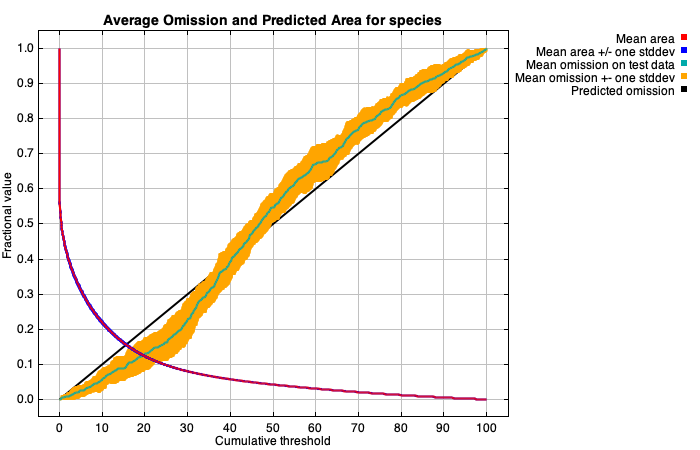 Average Omission and Predicted Area for species
Mean area
Mean area +/- one stddev
Mean omission on test data
Mean omission +- one stddev
Predicted omission
Fractional value
1.0
0.9
0.8
0.7
0.6
0.5
0.4
0.3
0.2
0.1
0.0
0 10 20 30 40 50 60 70 80 90 100
Cumulative threshold